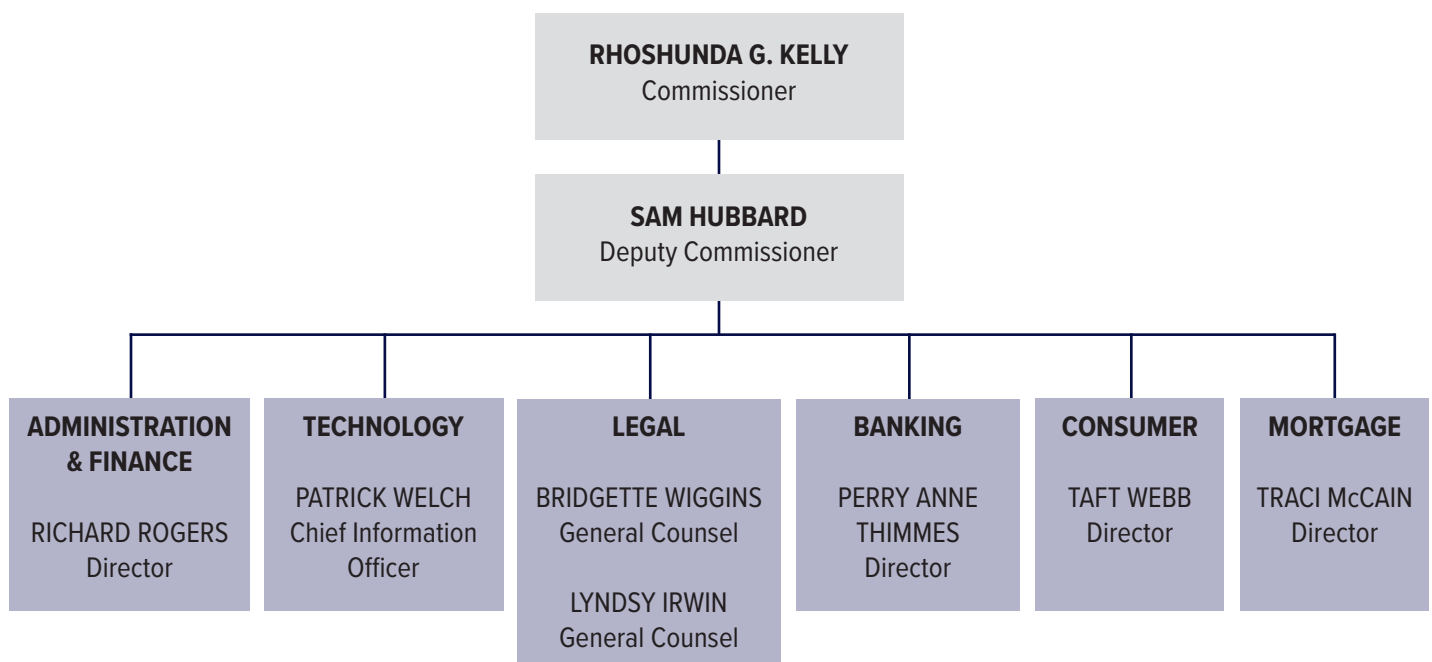 RHOSHUNDA G. KELLY
Commissioner
SAM HUBBARD
Deputy Commissioner
ADMINISTRATION
& FINANCE
RICHARD ROGERS
Director
TECHNOLOGY
PATRICK WELCH
Chief Information
Officer
LEGAL
BRIDGETTE WIGGINS
General Counsel
LYNDSY IRWIN
General Counsel
BANKING
PERRY ANNE
THIMMES
Director
CONSUMER
TAFT WEBB
Director
MORTGAGE
TRACI McCAIN
Director